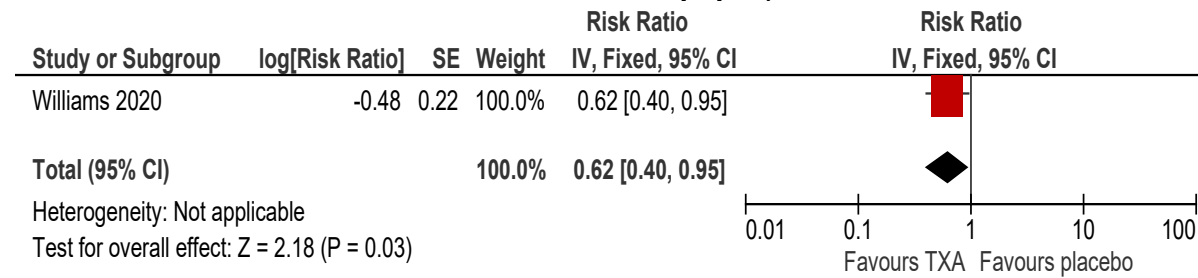 Risk Ratio Risk Ratio
Study or Subgroup log[Risk Ratio] SE Weight IV, Fixed, 95% CI IV, Fixed, 95% CI
Williams 2020 -0.48 0.22 100.0% 0.62 [0.40, 0.95]
Total (95% CI) 100.0% 0.62 [0.40, 0.95]
Heterogeneity: Not applicable
Test for overall effect: Z = 2.18 (P = 0.03)
0.01 0.1 1 10 100
Favours TXA Favours placebo